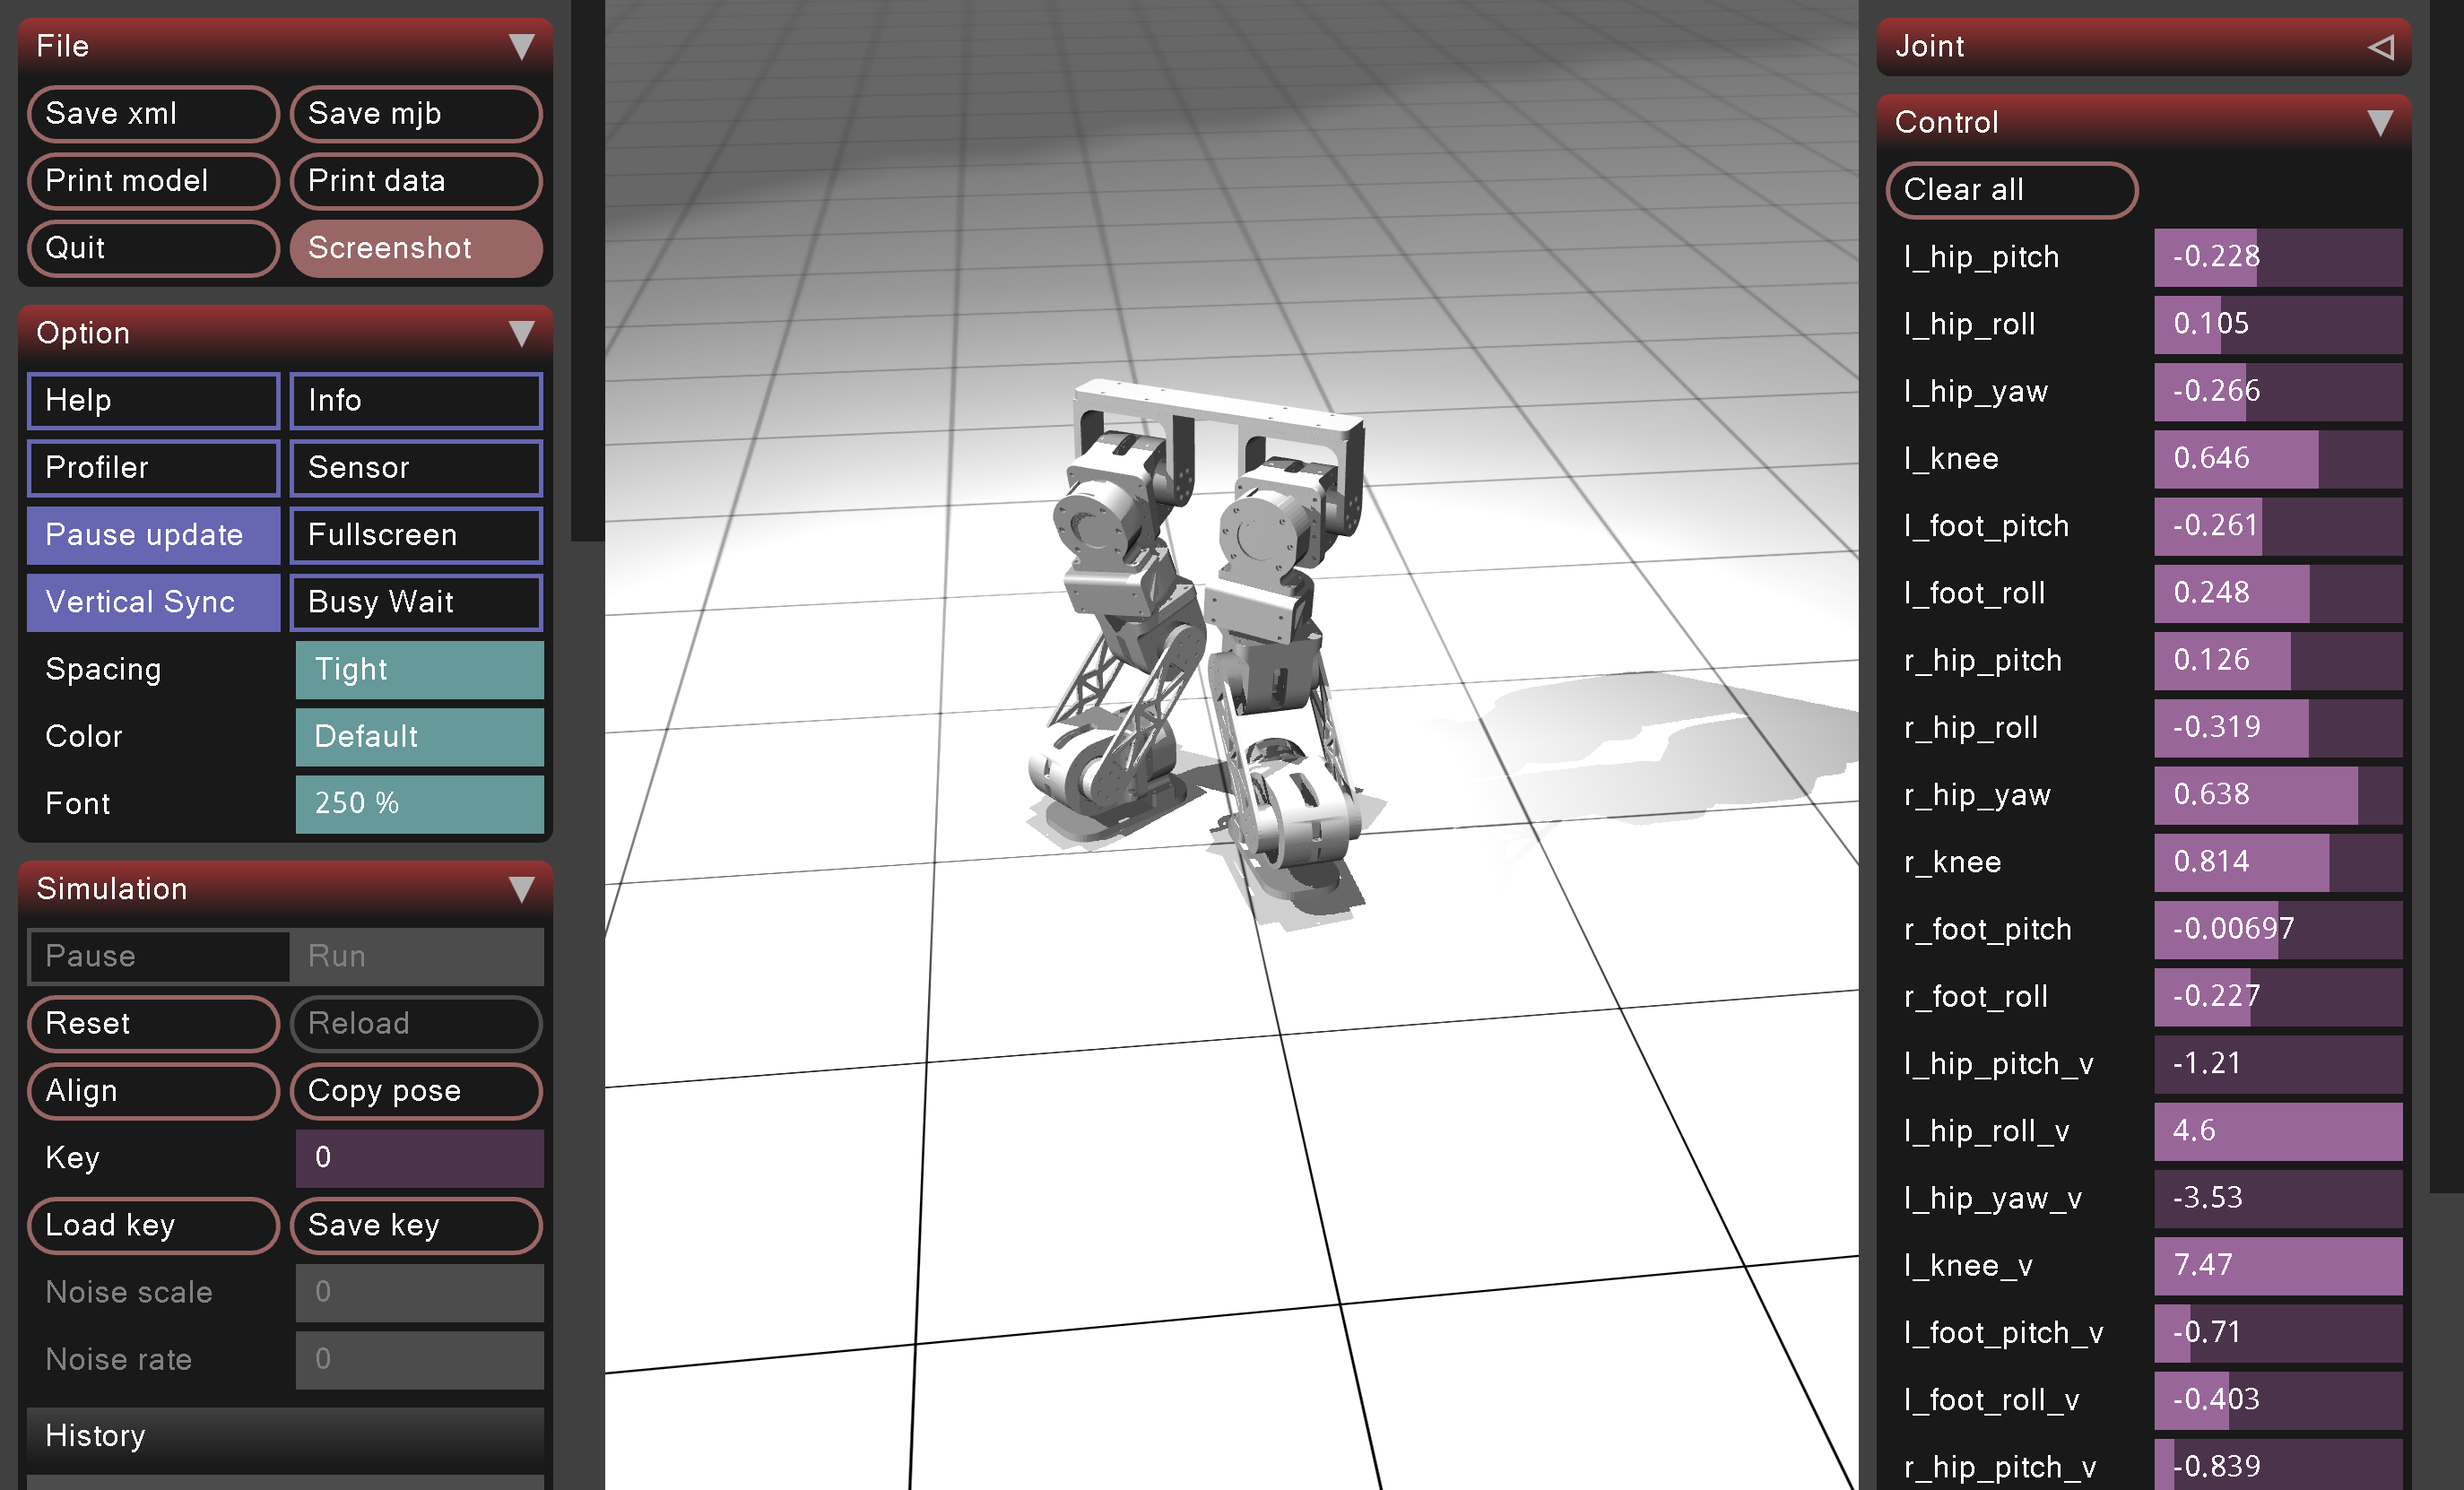 File
Save xml
Save mjb
Print model
Print data
Quit
Screenshot
Option
Help
Info
Profiler
Sensor
Pause update
Fullscreen
Vertical Sync
Busy Wait
Spacing
Tight
Color
Default
Font
250 %
Simulation
Pause
Run
Reset
Reload
Align
Copy pose
Key
0
Load key
Save key
Noise scale
0
Noise rate
0
History
Joint
Control
Clear all
l_hip_pitch
-0.228
l_hip_roll
0.105
l_hip_yaw
-0.266
l_knee
0.646
l_foot_pitch
-0.261
l_foot_roll
0.248
r_hip_pitch
0.126
r_hip_roll
-0.319
r_hip_yaw
0.638
r_knee
0.814
r_foot_pitch
-0.00697
r_foot_roll
-0.227
l_hip_pitch_v
-1.21
l_hip_roll_v
4.6
l_hip_yaw_v
-3.53
l_knee_v
7.47
l_foot_pitch_v
-0.71
l_foot_roll_v
-0.403
r_hip_pitch_v
-0.839